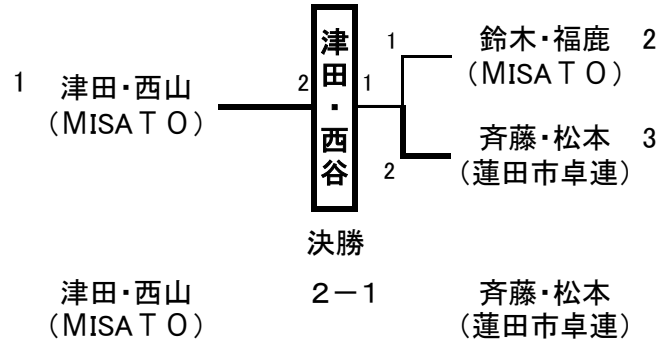 1 津田・西山
(MISATO)
2
津田・西谷
1
1
2
鈴木・福鹿 2
(MISATO)
斉藤・松本 3
(蓮田市卓連)
決勝
津田・西山 2−1 斉藤・松本
(MISATO) (蓮田市卓連)